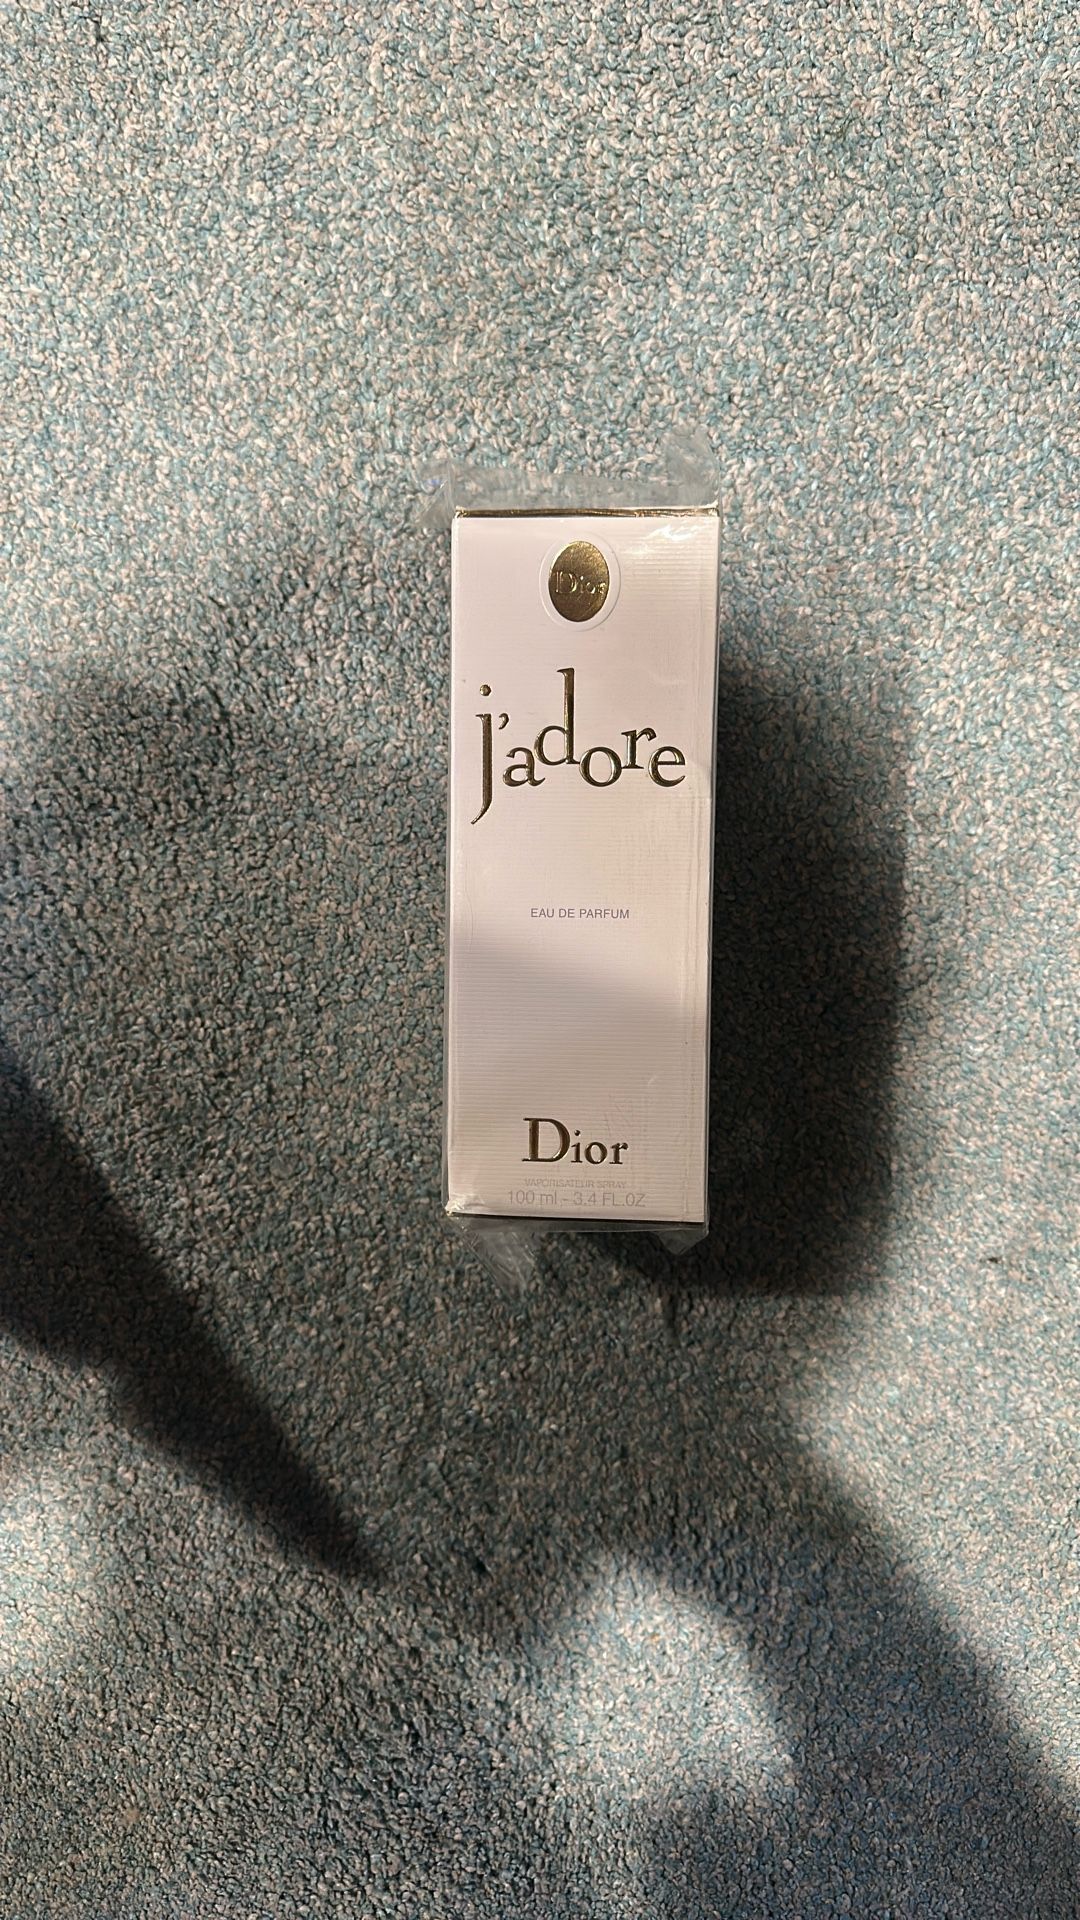 Dior
j'adore
EAU DE PARFUM
Dior
VAPORISATEUR SPRAY
100 ml - 3.4 FL.OZ